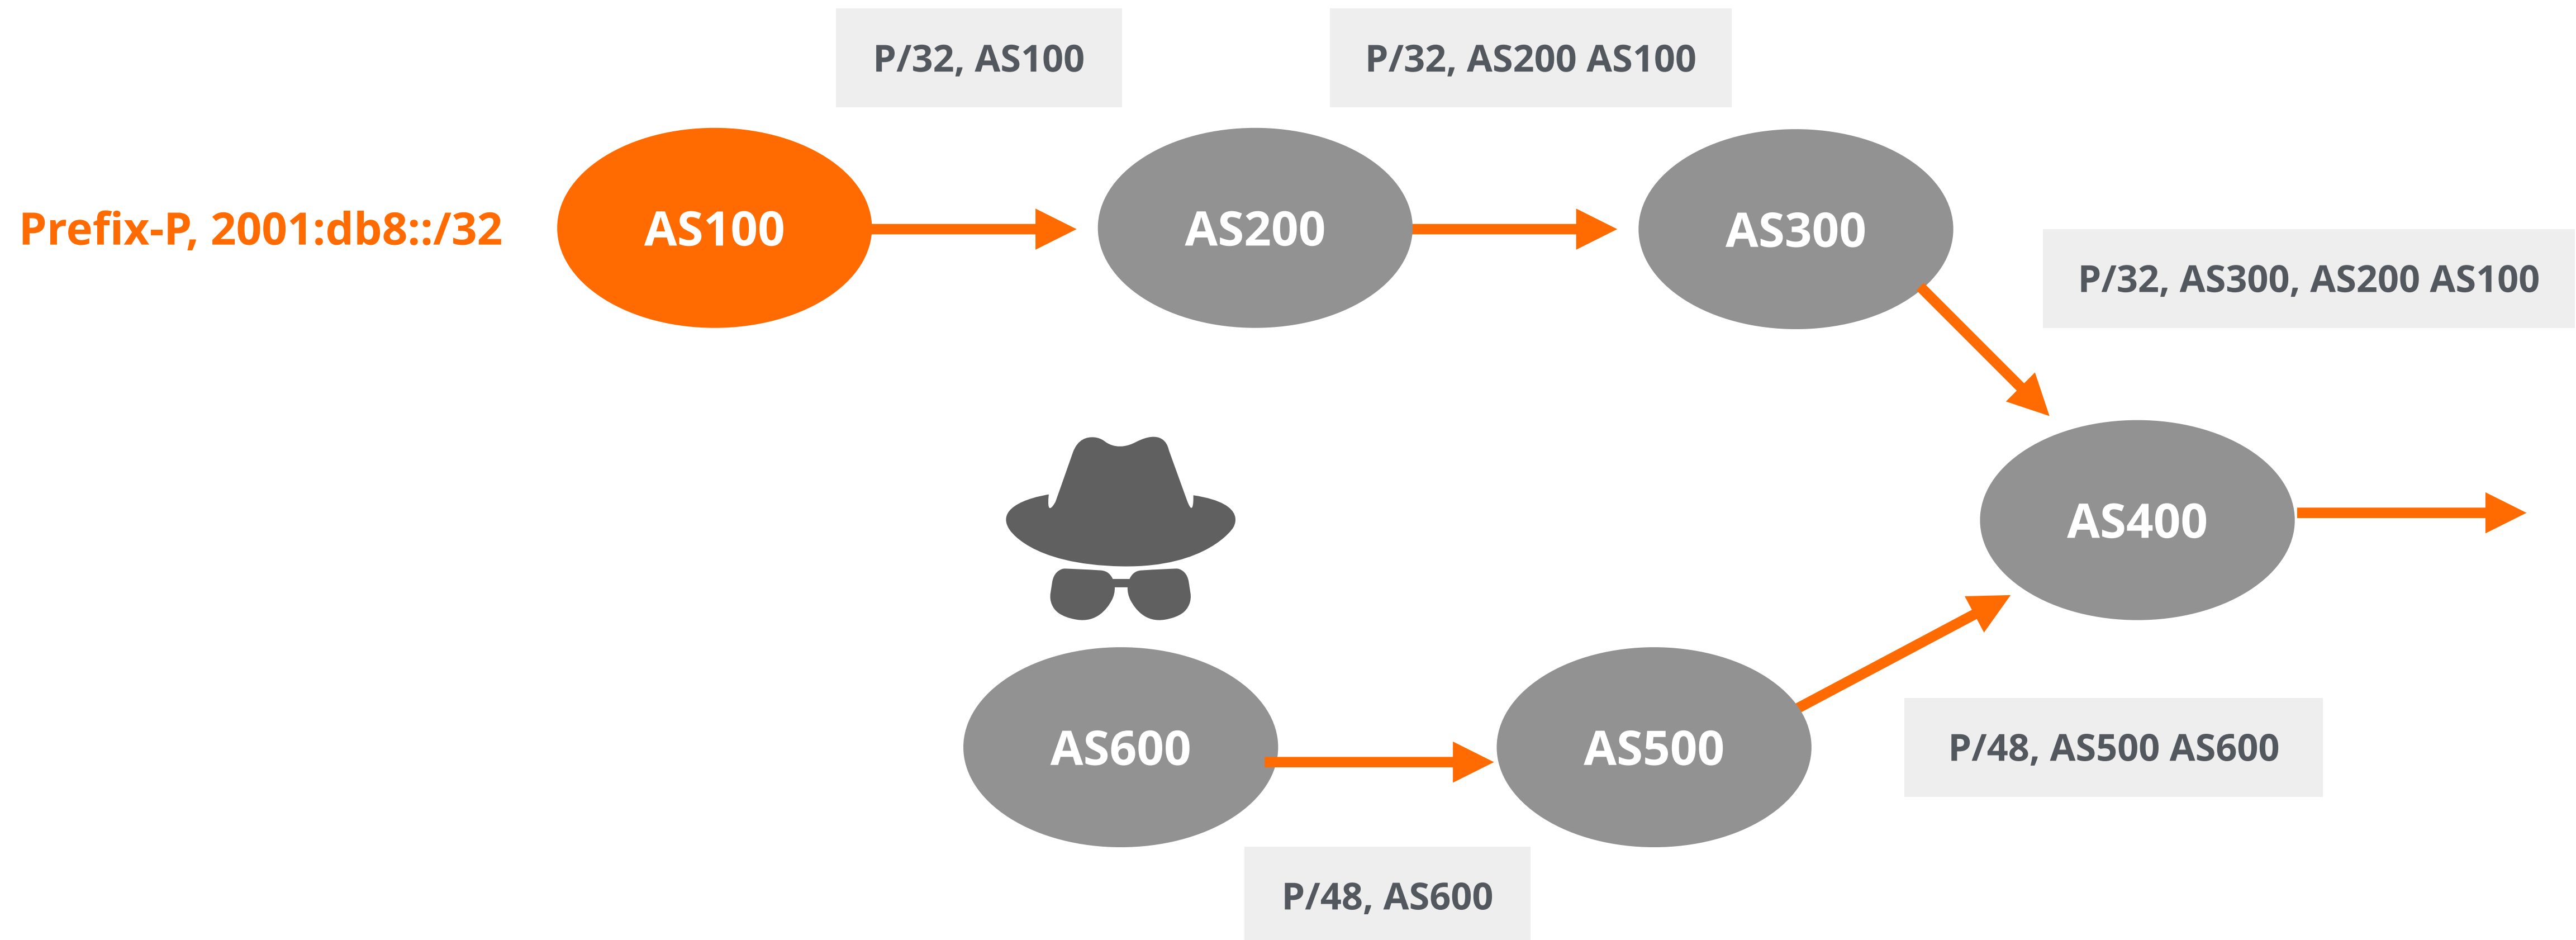 P/32, AS100
P/32, AS200 AS100
Prefix-P, 2001:db8::/32
AS100
AS200
AS300
P/32, AS300, AS200 AS100
AS400
AS600
AS500
P/48, AS500 AS600
P/48, AS600